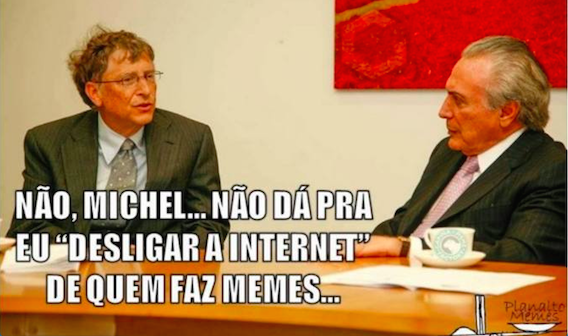 NÃO, MICHEL... NÃO DÁ PRA
EU “DESLIGAR A INTERNET”
DE QUEM FAZ MEMES...
Planalto
Memes